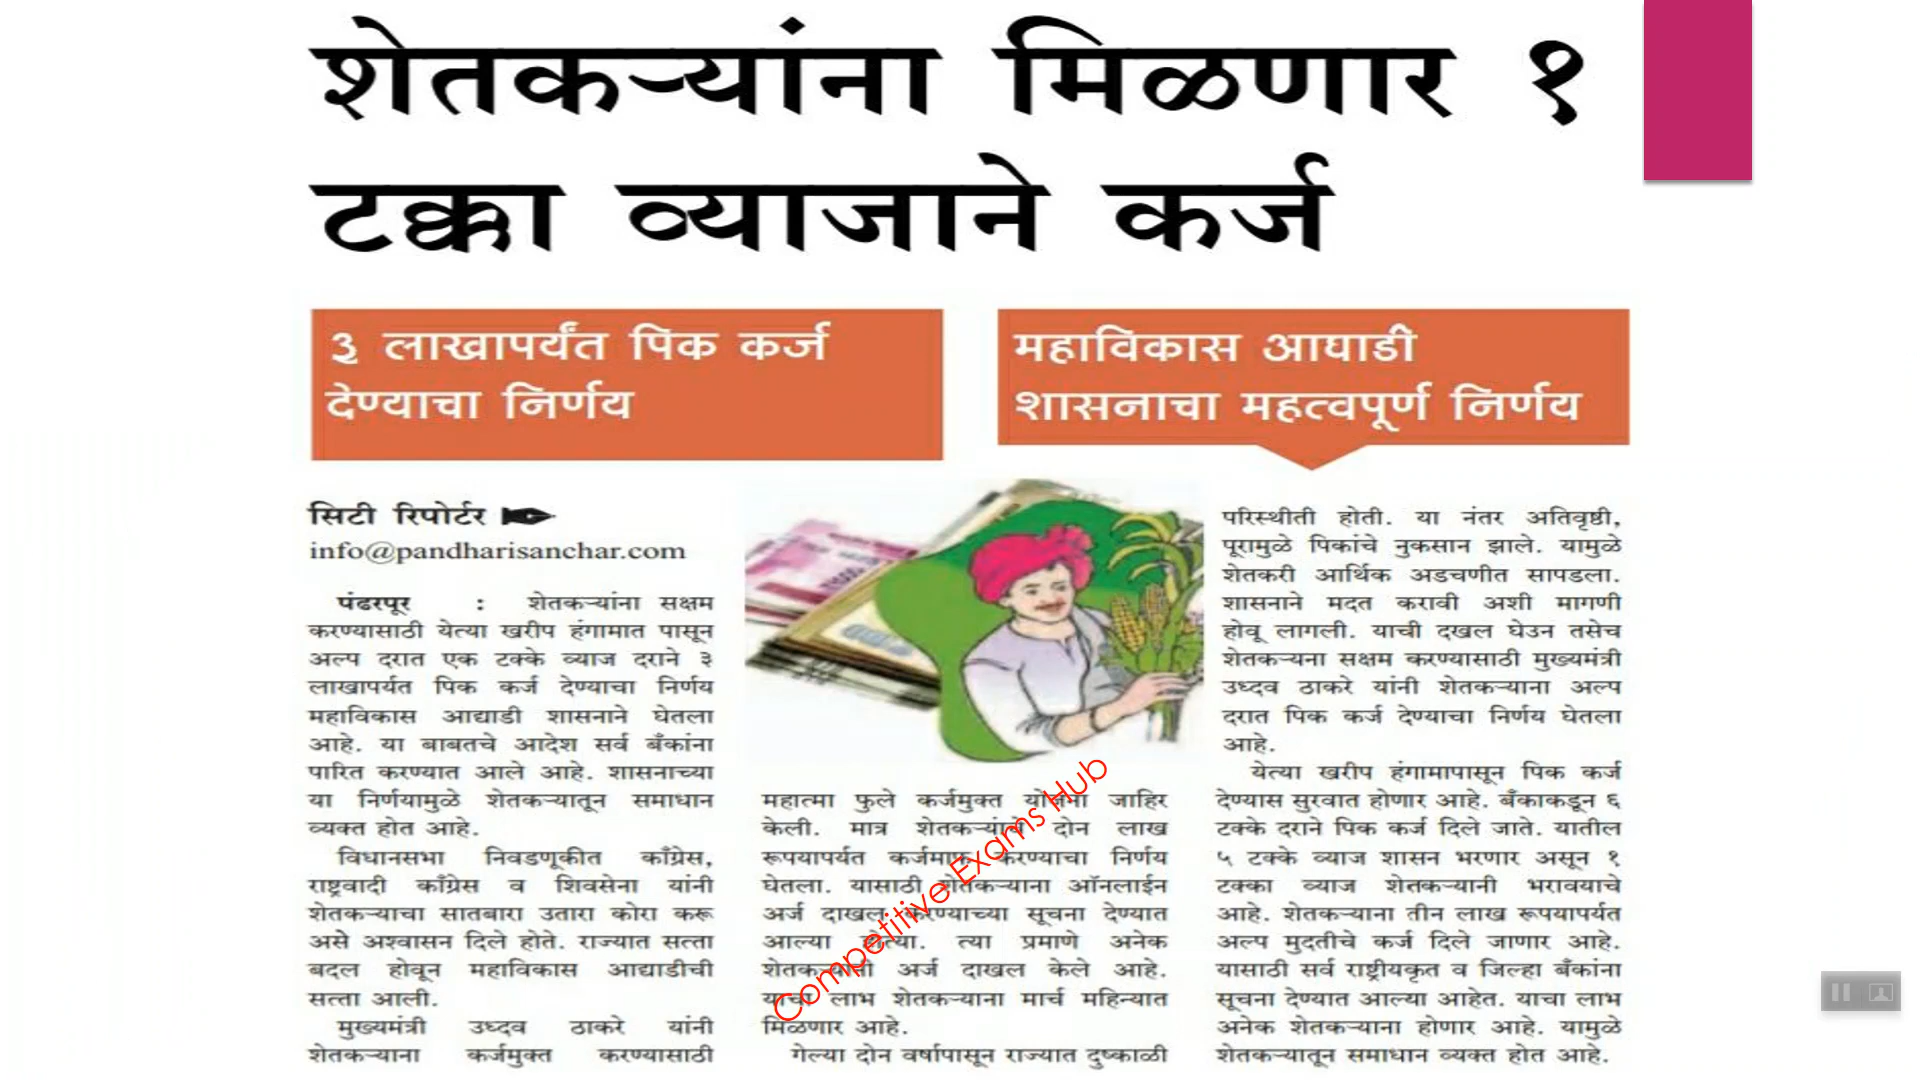 शेतकऱ्यांना मिळणार १
टक्का व्याजाने कर्ज
३ लाखापर्यंत पिक कर्ज
देण्याचा निर्णय
महाविकास आघाडी
शासनाचा महत्वपूर्ण निर्णय
सिटी रिपोर्टर
info@pandharisanchar.com
पंढरपूर : शेतकऱ्यांना सक्षम
करण्यासाठी येत्या खरीप हंगामात पासून
अल्प दरात एक टक्के व्याज दराने ३
लाखापर्यत पिक कर्ज देण्याचा निर्णय
महाविकास आद्याडी शासनाने घेतला
आहे. या बाबतचे आदेश सर्व बँकांना
पारित करण्यात आले आहे. शासनाच्या
या निर्णयामुळे शेतकऱ्यातून समाधान
व्यक्त होत आहे.
विधानसभा निवडणूकीत काँग्रेस,
राष्ट्रवादी काँग्रेस व शिवसेना यांनी
शेतकऱ्याचा सातबारा उतारा कोरा करू
असे अश्वासन दिले होते. राज्यात सत्ता
बदल होवून महाविकास आद्याडीची
सत्ता आली.
मुख्यमंत्री उध्दव ठाकरे यांनी
शेतकऱ्याना कर्जमुक्त करण्यासाठी
महात्मा फुले कर्जमुक्त योजना जाहिर
केली. मात्र शेतकऱ्यांचे दोन लाख
रूपयापर्यत कर्जमाफ करण्याचा निर्णय
घेतला. यासाठी शेतकऱ्याना ऑनलाईन
अर्ज दाखल करण्याच्या सूचना देण्यात
आल्या होत्या. त्या प्रमाणे अनेक
शेतकऱ्यांनी अर्ज दाखल केले आहे.
याचा लाभ शेतकऱ्याना मार्च महिन्यात
मिळणार आहे.
गेल्या दोन वर्षापासून राज्यात दुष्काळी
परिस्थीती होती. या नंतर अतिवृष्ठी,
पूरामुळे पिकांचे नुकसान झाले. यामुळे
शेतकरी आर्थिक अडचणीत सापडला.
शासनाने मदत करावी अशी मागणी
होवू लागली. याची दखल घेउन तसेच
शेतकऱ्यना सक्षम करण्यासाठी मुख्यमंत्री
उध्दव ठाकरे यांनी शेतकऱ्याना अल्प
दरात पिक कर्ज देण्याचा निर्णय घेतला
आहे.
येत्या खरीप हंगामापासून पिक कर्ज
देण्यास सुरवात होणार आहे. बँकाकडून ६
टक्के दराने पिक कर्ज दिले जाते. यातील
५ टक्के व्याज शासन भरणार असून १
टक्का व्याज शेतकऱ्यानी भरावयाचे
आहे. शेतकऱ्याना तीन लाख रूपयापर्यत
अल्प मुदतीचे कर्ज दिले जाणार आहे.
यासाठी सर्व राष्ट्रीयकृत व जिल्हा बँकांना
सूचना देण्यात आल्या आहेत. याचा लाभ
अनेक शेतकऱ्याना होणार आहे. यामुळे
शेतकऱ्यातून समाधान व्यक्त होत आहे.
Competitive Exams Hub